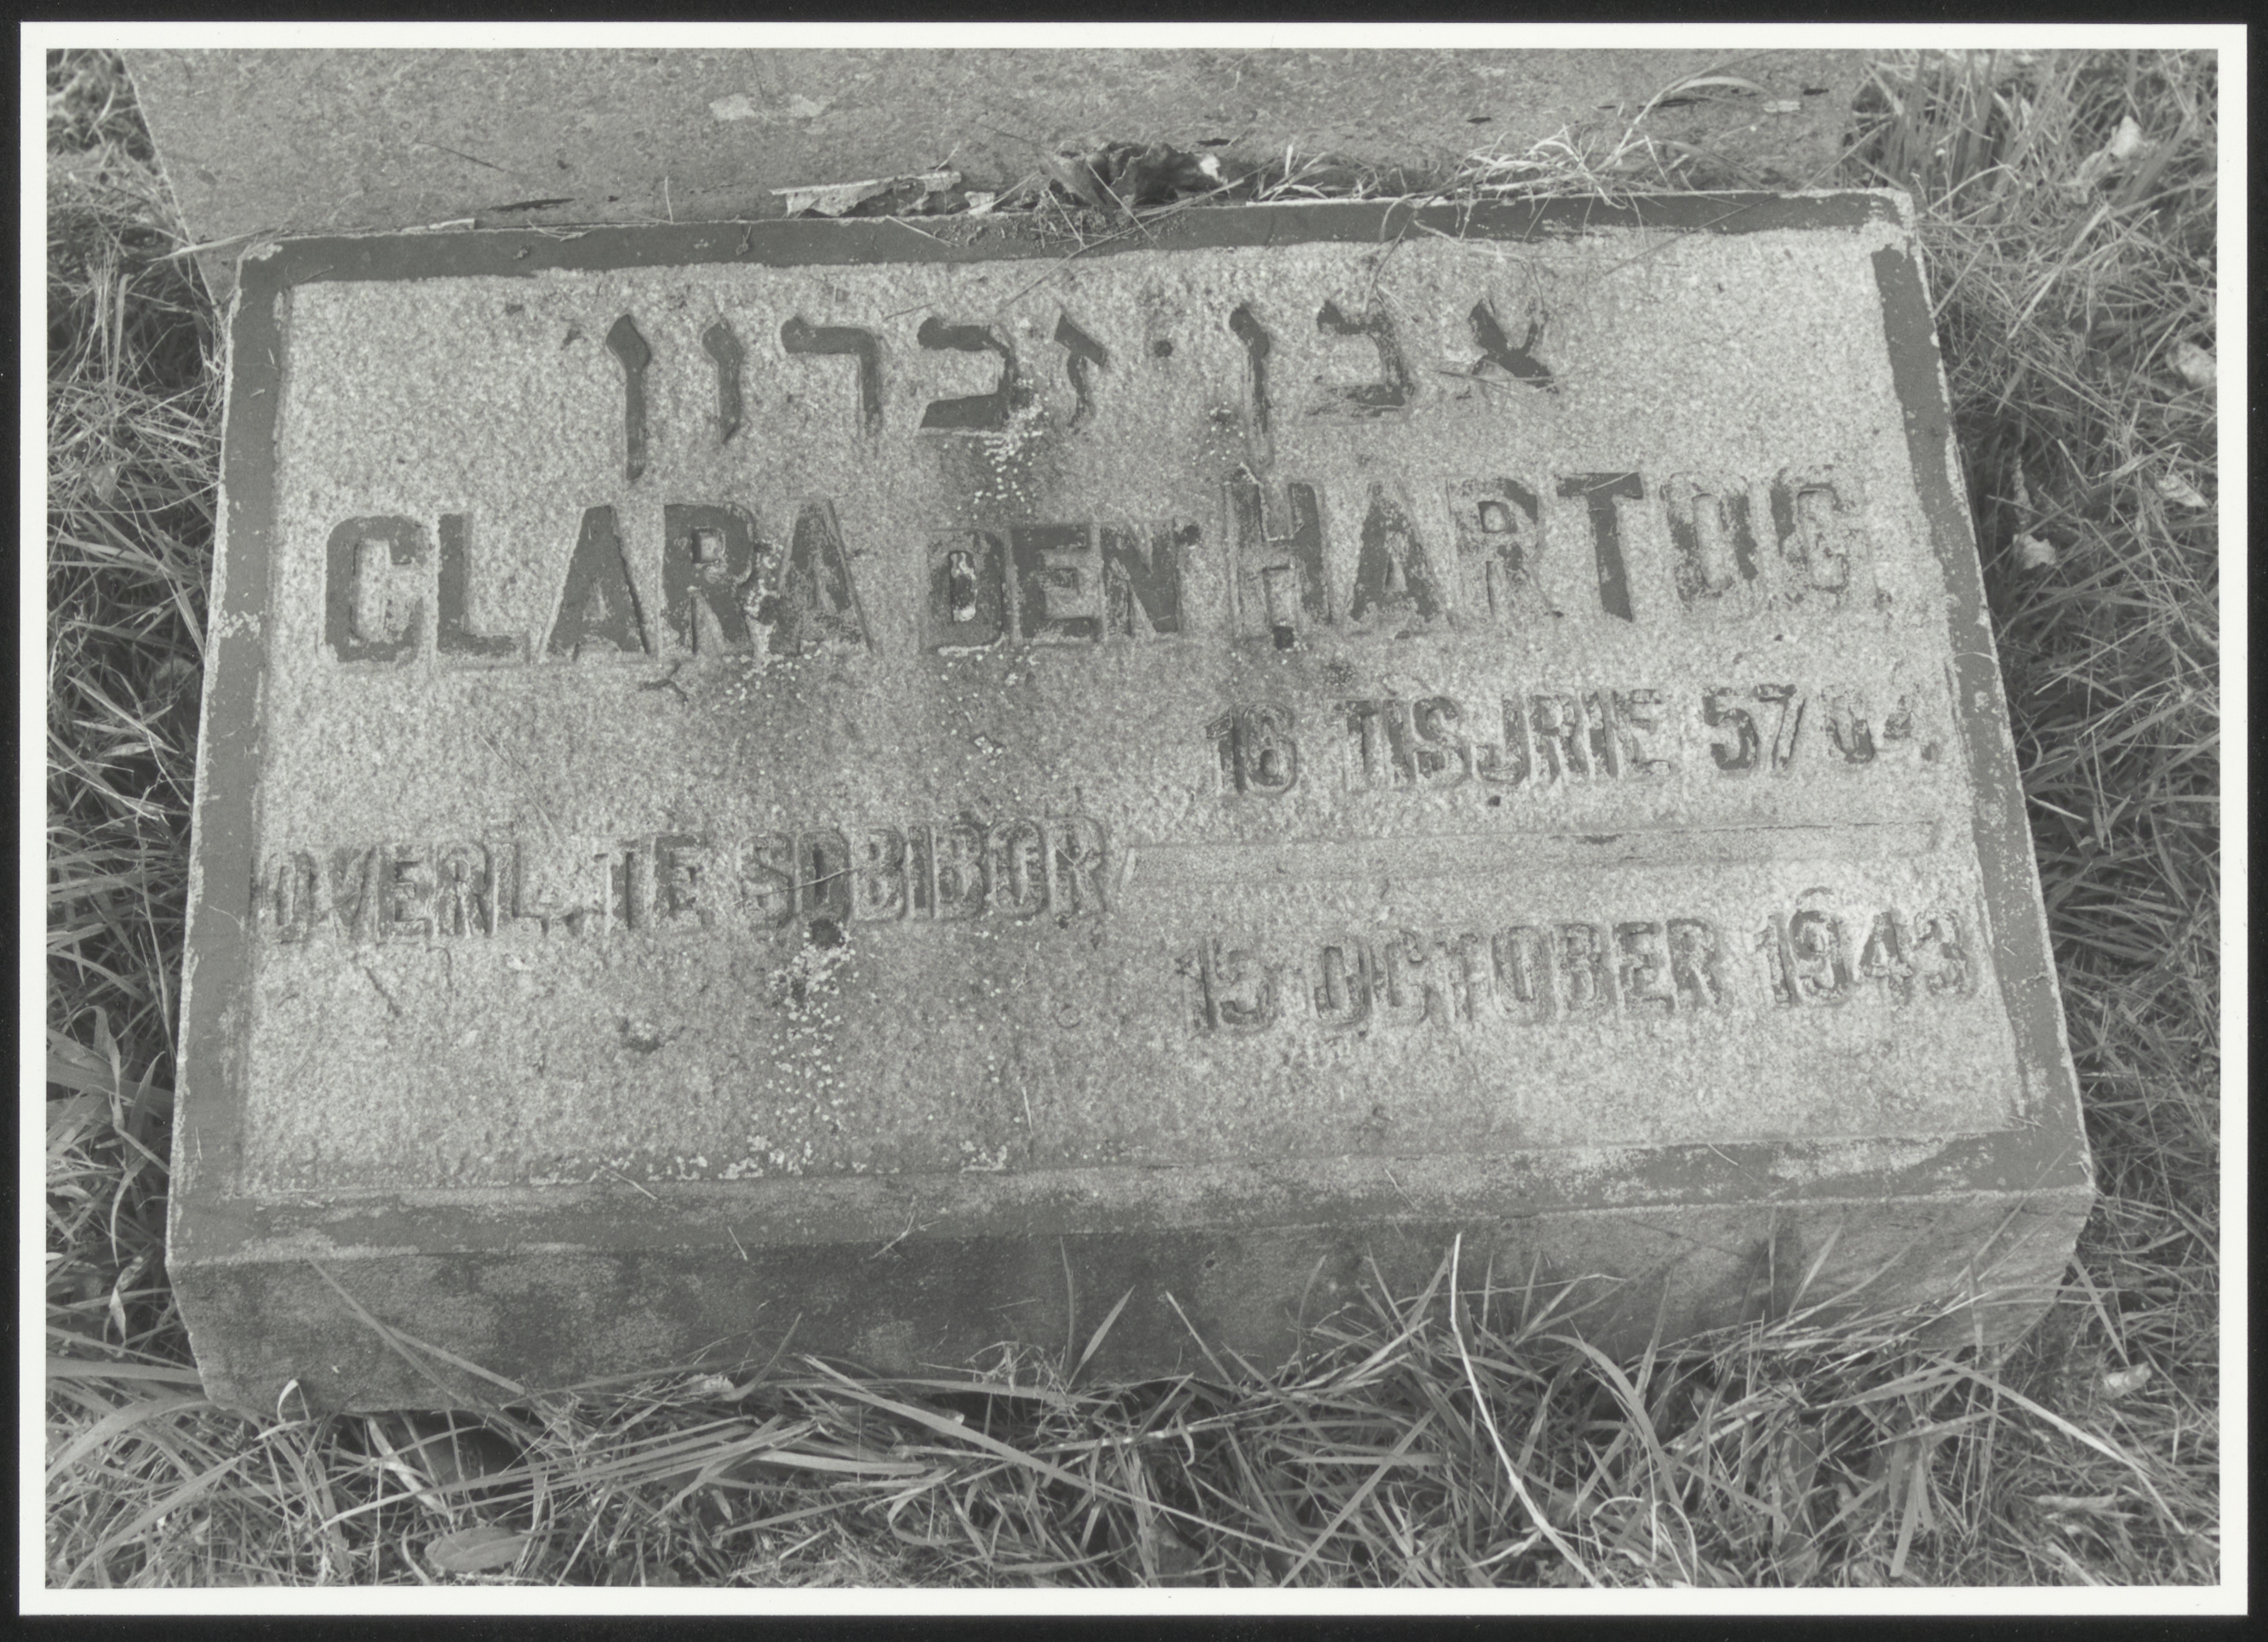 אבן זכרון
CLARA DEN HARTOG
16 TISJRIE 5704
OVERL. TE SOBIBOR
15 OCTOBER 1943